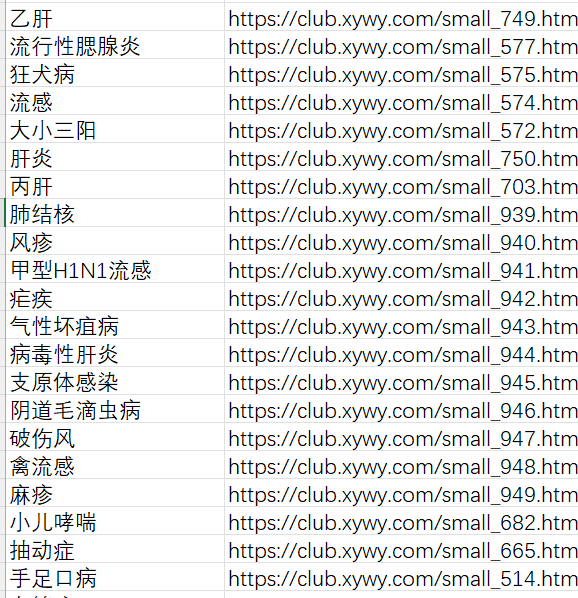 乙肝 https://club.xywy.com/small_749.htm
流行性腮腺炎 https://club.xywy.com/small_577.htm
狂犬病 https://club.xywy.com/small_575.htm
流感 https://club.xywy.com/small_574.htm
大小三阳 https://club.xywy.com/small_572.htm
肝炎 https://club.xywy.com/small_750.htm
丙肝 https://club.xywy.com/small_703.htm
肺结核 https://club.xywy.com/small_939.htm
风疹 https://club.xywy.com/small_940.htm
甲型H1N1流感 https://club.xywy.com/small_941.htm
疟疾 https://club.xywy.com/small_942.htm
气性坏疽病 https://club.xywy.com/small_943.htm
病毒性肝炎 https://club.xywy.com/small_944.htm
支原体感染 https://club.xywy.com/small_945.htm
阴道毛滴虫病 https://club.xywy.com/small_946.htm
破伤风 https://club.xywy.com/small_947.htm
禽流感 https://club.xywy.com/small_948.htm
麻疹 https://club.xywy.com/small_949.htm
小儿哮喘 https://club.xywy.com/small_682.htm
抽动症 https://club.xywy.com/small_665.htm
手足口病 https://club.xywy.com/small_514.htm